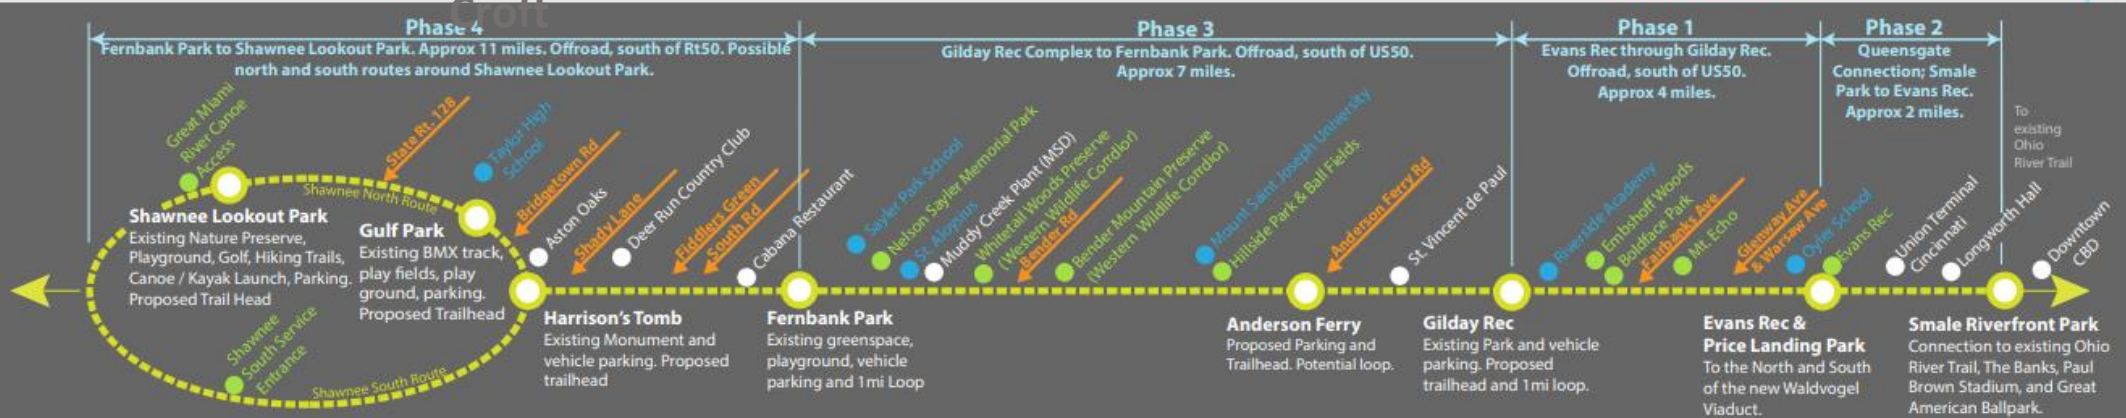 Croft
Phase 4
Fernbank Park to Shawnee Lookout Park. Approx 11 miles. Offroad, south of Rt50. Possible
north and south routes around Shawnee Lookout Park.
Phase 3
Gilday Rec Complex to Fernbank Park. Offroad, south of US50.
Approx 7 miles.
Phase 1
Evans Rec through Gilday Rec.
Offroad, south of US50.
Approx 4 miles.
Phase 2
Queensgate
Connection; Smale
Park to Evans Rec.
Approx 2 miles.
To
existing
Ohio
River Trail
Great Miami
River Canoe
Access
State Rt. 128
Taylor High
School
Bridgetown Rd
Aston Oaks
Shady Lane
Deer Run Country Club
Fiddlers Green
South Rd
Cabana Restaurant
Sayler Park School
Nelson Sayler Memorial Park
St. Aloysius
Muddy Creek Plant (MSD)
Whitetail Woods Preserve
(Western Wildlife Corrdlor)
Bender Rd
Bender Mountain Preserve
(Western Wildlife Corrdlor)
Mount Saint Joseph University
Hillside Park & Ball Fields
Anderson Ferry Rd
St. Vincent de Paul
Riverside Academy
Embshoff Woods
Boldface Park
Fairbanks Ave
Mt. Echo
Glenway Ave
& Warsaw Ave
Oyler School
Evans Rec
Union Terminal
Cincinnati
Longworth Hall
Downtown
CBD
Shawnee North Route
Shawnee Lookout Park
Existing Nature Preserve,
Playground, Golf, Hiking Trails,
Canoe / Kayak Launch, Parking.
Proposed Trail Head
Gulf Park
Existing BMX track,
play fields, play
ground, parking.
Proposed Trailhead
Shawnee
South Service
Entrance
Shawnee South Route
Harrison's Tomb
Existing Monument and
vehicle parking. Proposed
trailhead
Fernbank Park
Existing greenspace,
playground, vehicle
parking and 1mi Loop
Anderson Ferry
Proposed Parking and
Trailhead. Potential loop.
Gilday Rec
Existing Park and vehicle
parking. Proposed
trailhead and 1mi loop.
Evans Rec &
Price Landing Park
To the North and South
of the new Waldvogel
Viaduct.
Smale Riverfront Park
Connection to existing Ohio
River Trail, The Banks, Paul
Brown Stadium, and Great
American Ballpark.